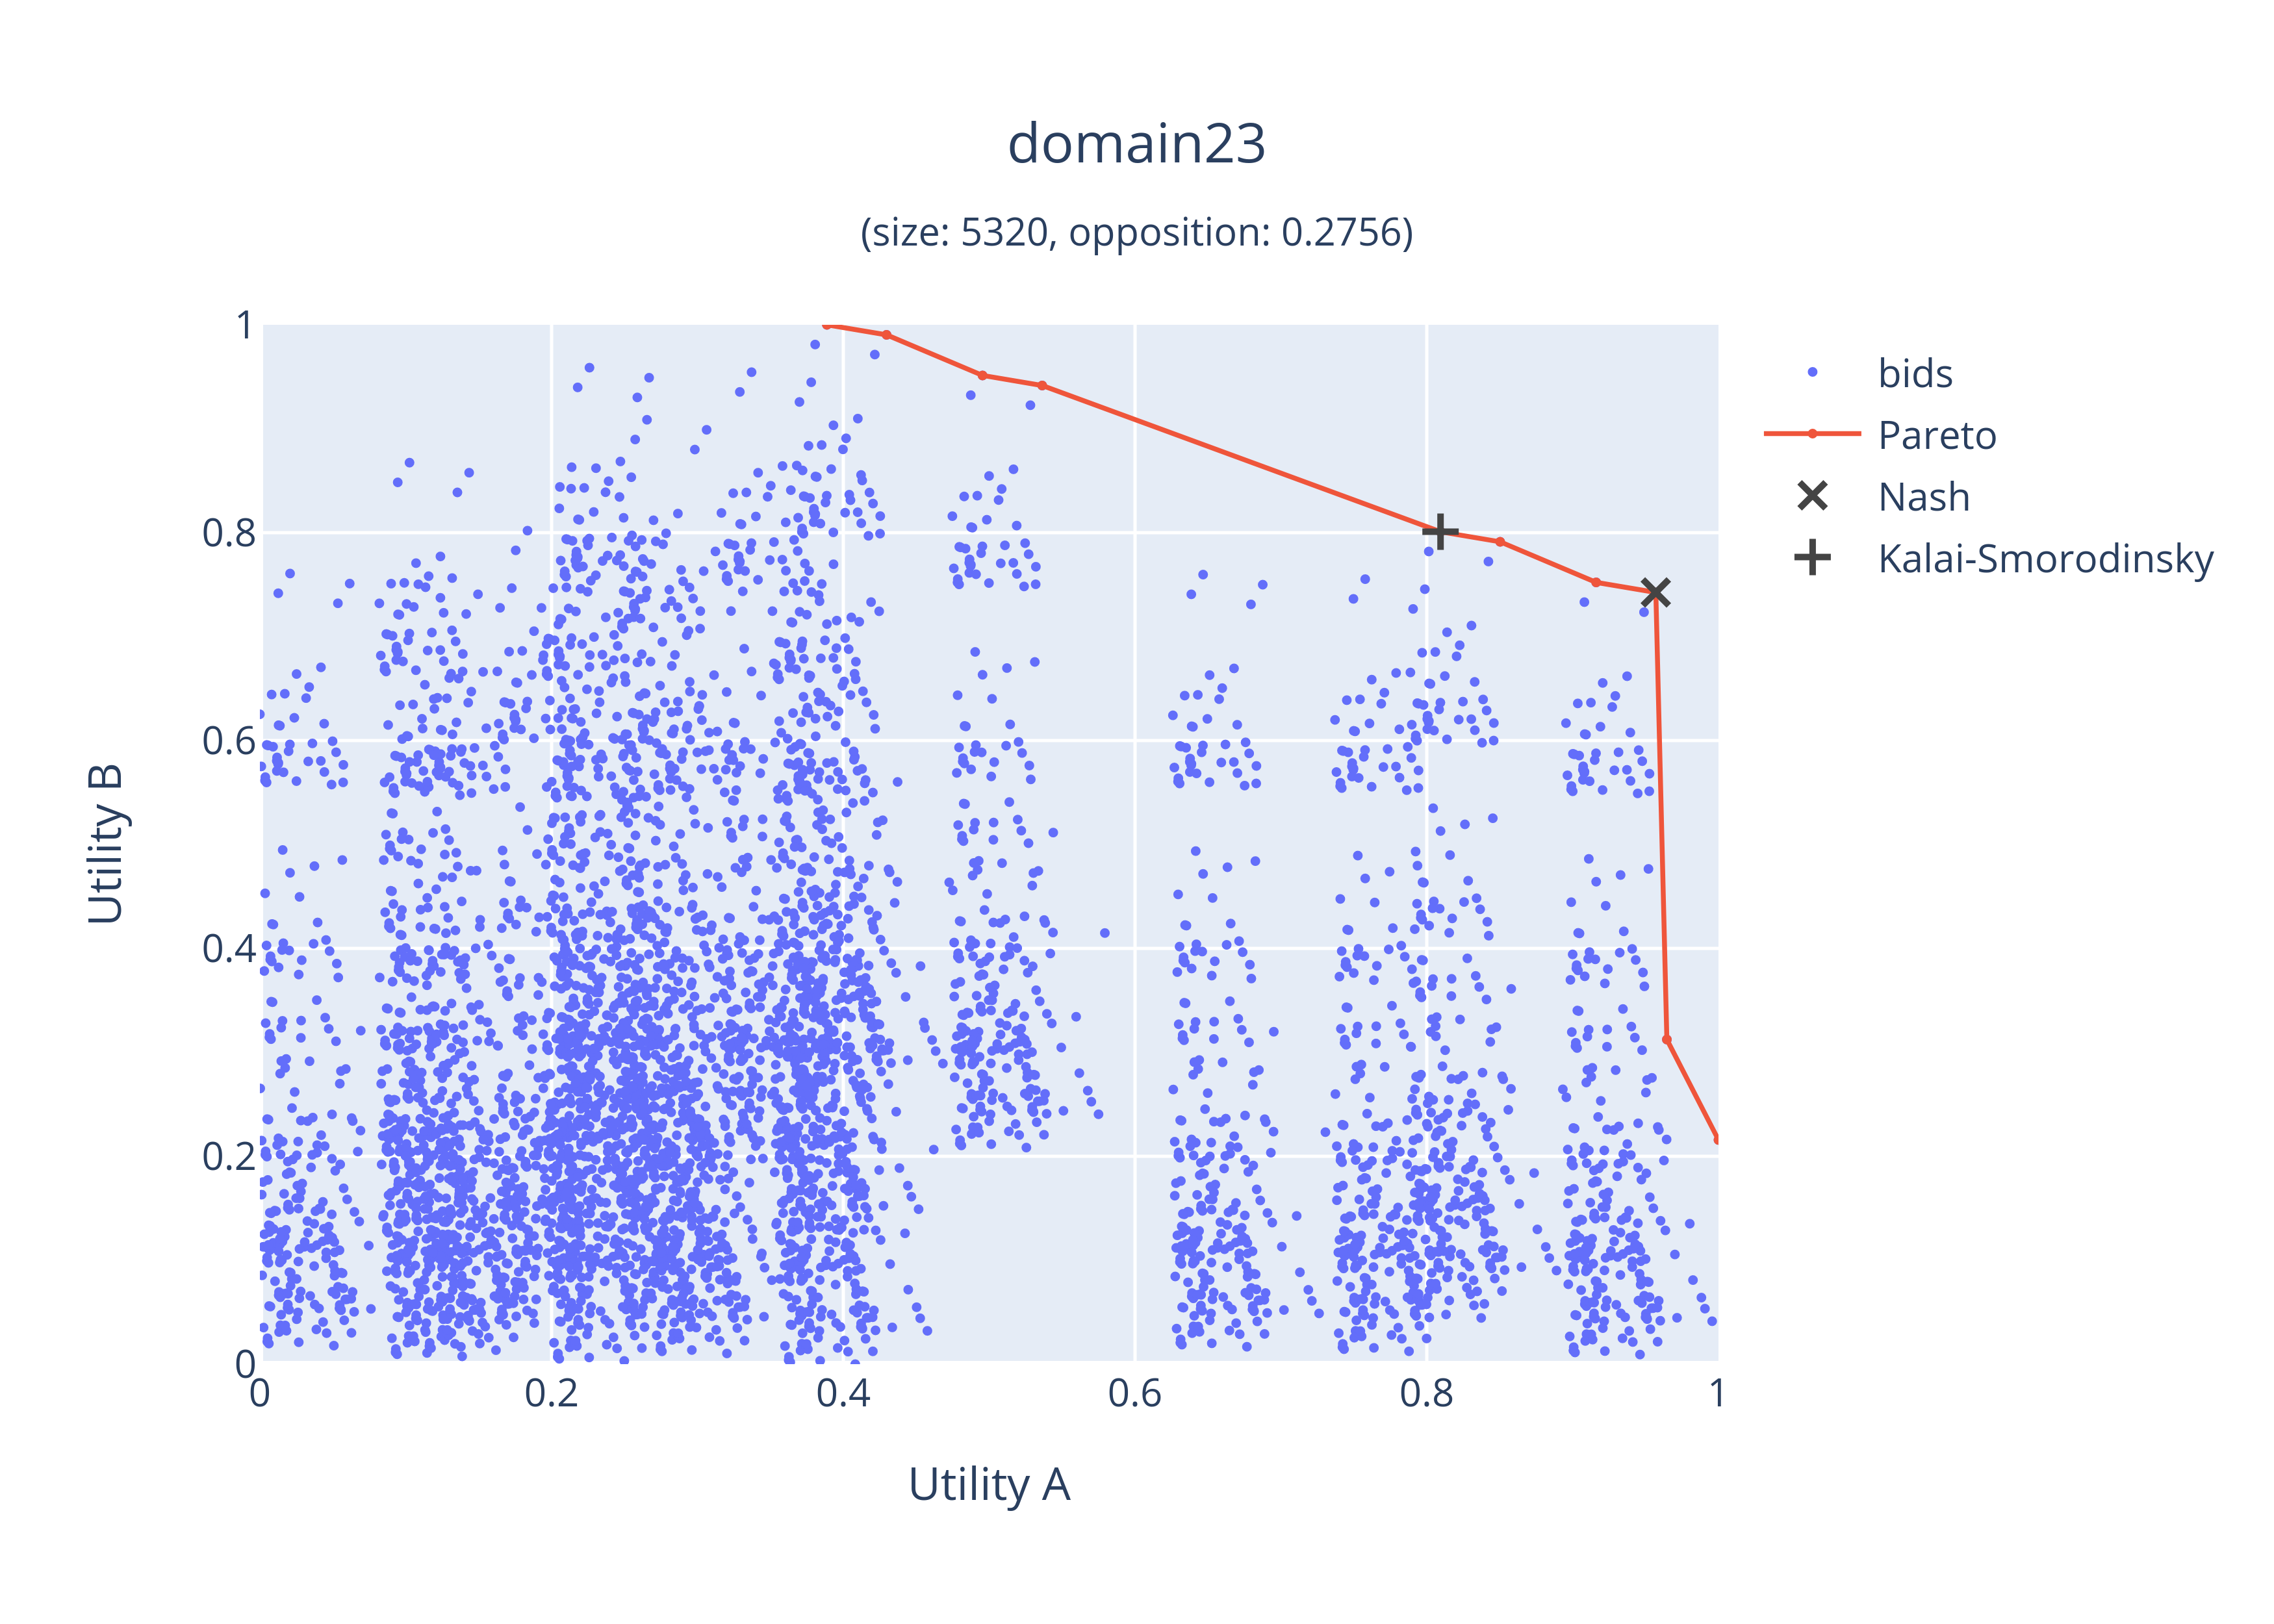 domain23
(size: 5320, opposition: 0.2756)
1
0.8
0.6
0.4
0.2
0
0 0.2 0.4 0.6 0.8 1
Utility A
Utility B
bids
Pareto
Nash
Kalai-Smorodinsky